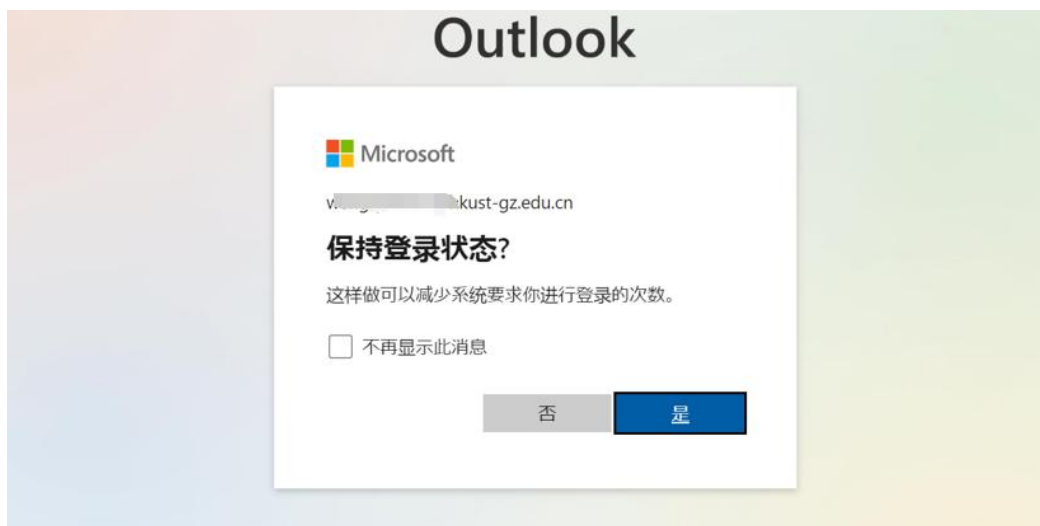 Outlook
Microsoft
kust-gz.edu.cn
保持登录状态?
这样做可以减少系统要求你进行登录的次数。
不再显示此消息
否
是